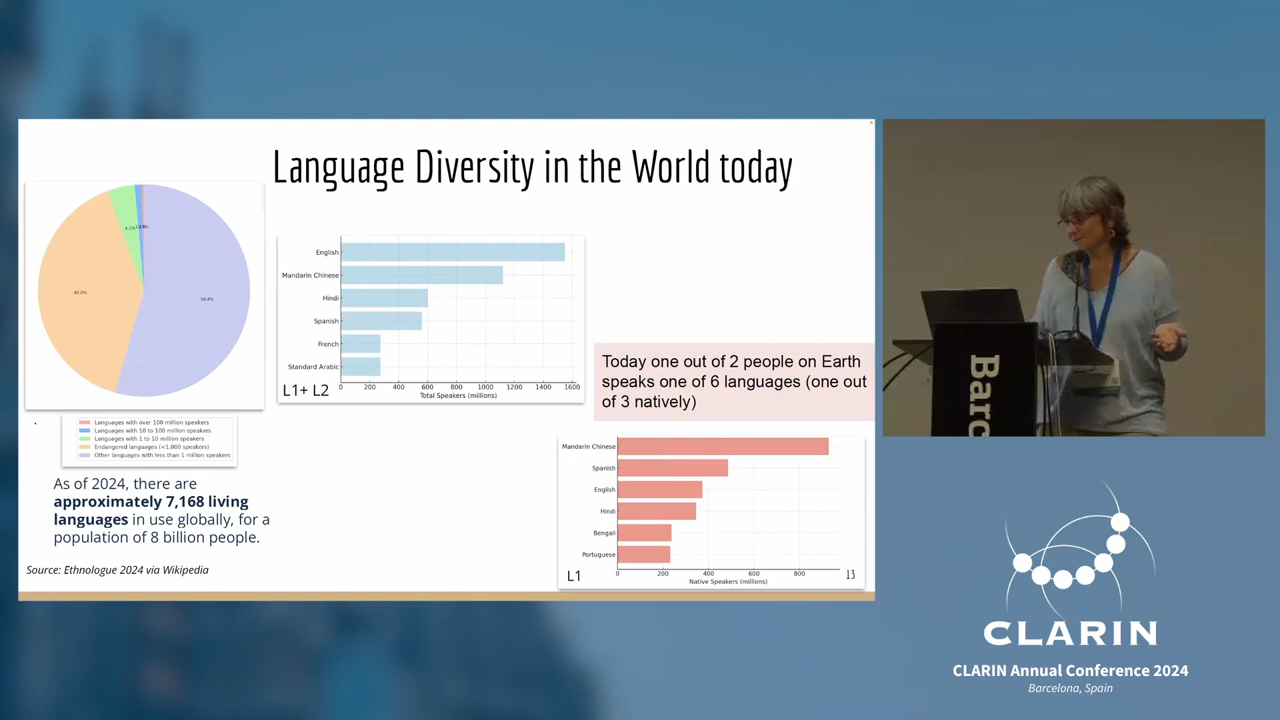 Language Diversity in the World today
40.0%
54.4%
Languages with over 100 million speakers
Languages with 10 to 100 million speakers
Languages with 1 to 10 million speakers
Endangered languages (<1,000 speakers)
Other languages with less than 1 million speakers
As of 2024, there are
approximately 7,168 living
languages in use globally, for a
population of 8 billion people.
Source: Ethnologue 2024 via Wikipedia
English
Mandarin Chinese
Hindi
Spanish
French
Standard Arabic
0 200 400 600 800 1000 1200 1400 1600
Total Speakers (millions)
L1+ L2
Today one out of 2 people on Earth
speaks one of 6 languages (one out
of 3 natively)
Mandarin Chinese
Spanish
English
Hindi
Bengali
Portuguese
0 200 400 600 800
Native Speakers (millions)
L1
13
Barc
CLARIN
CLARIN Annual Conference 2024
Barcelona, Spain